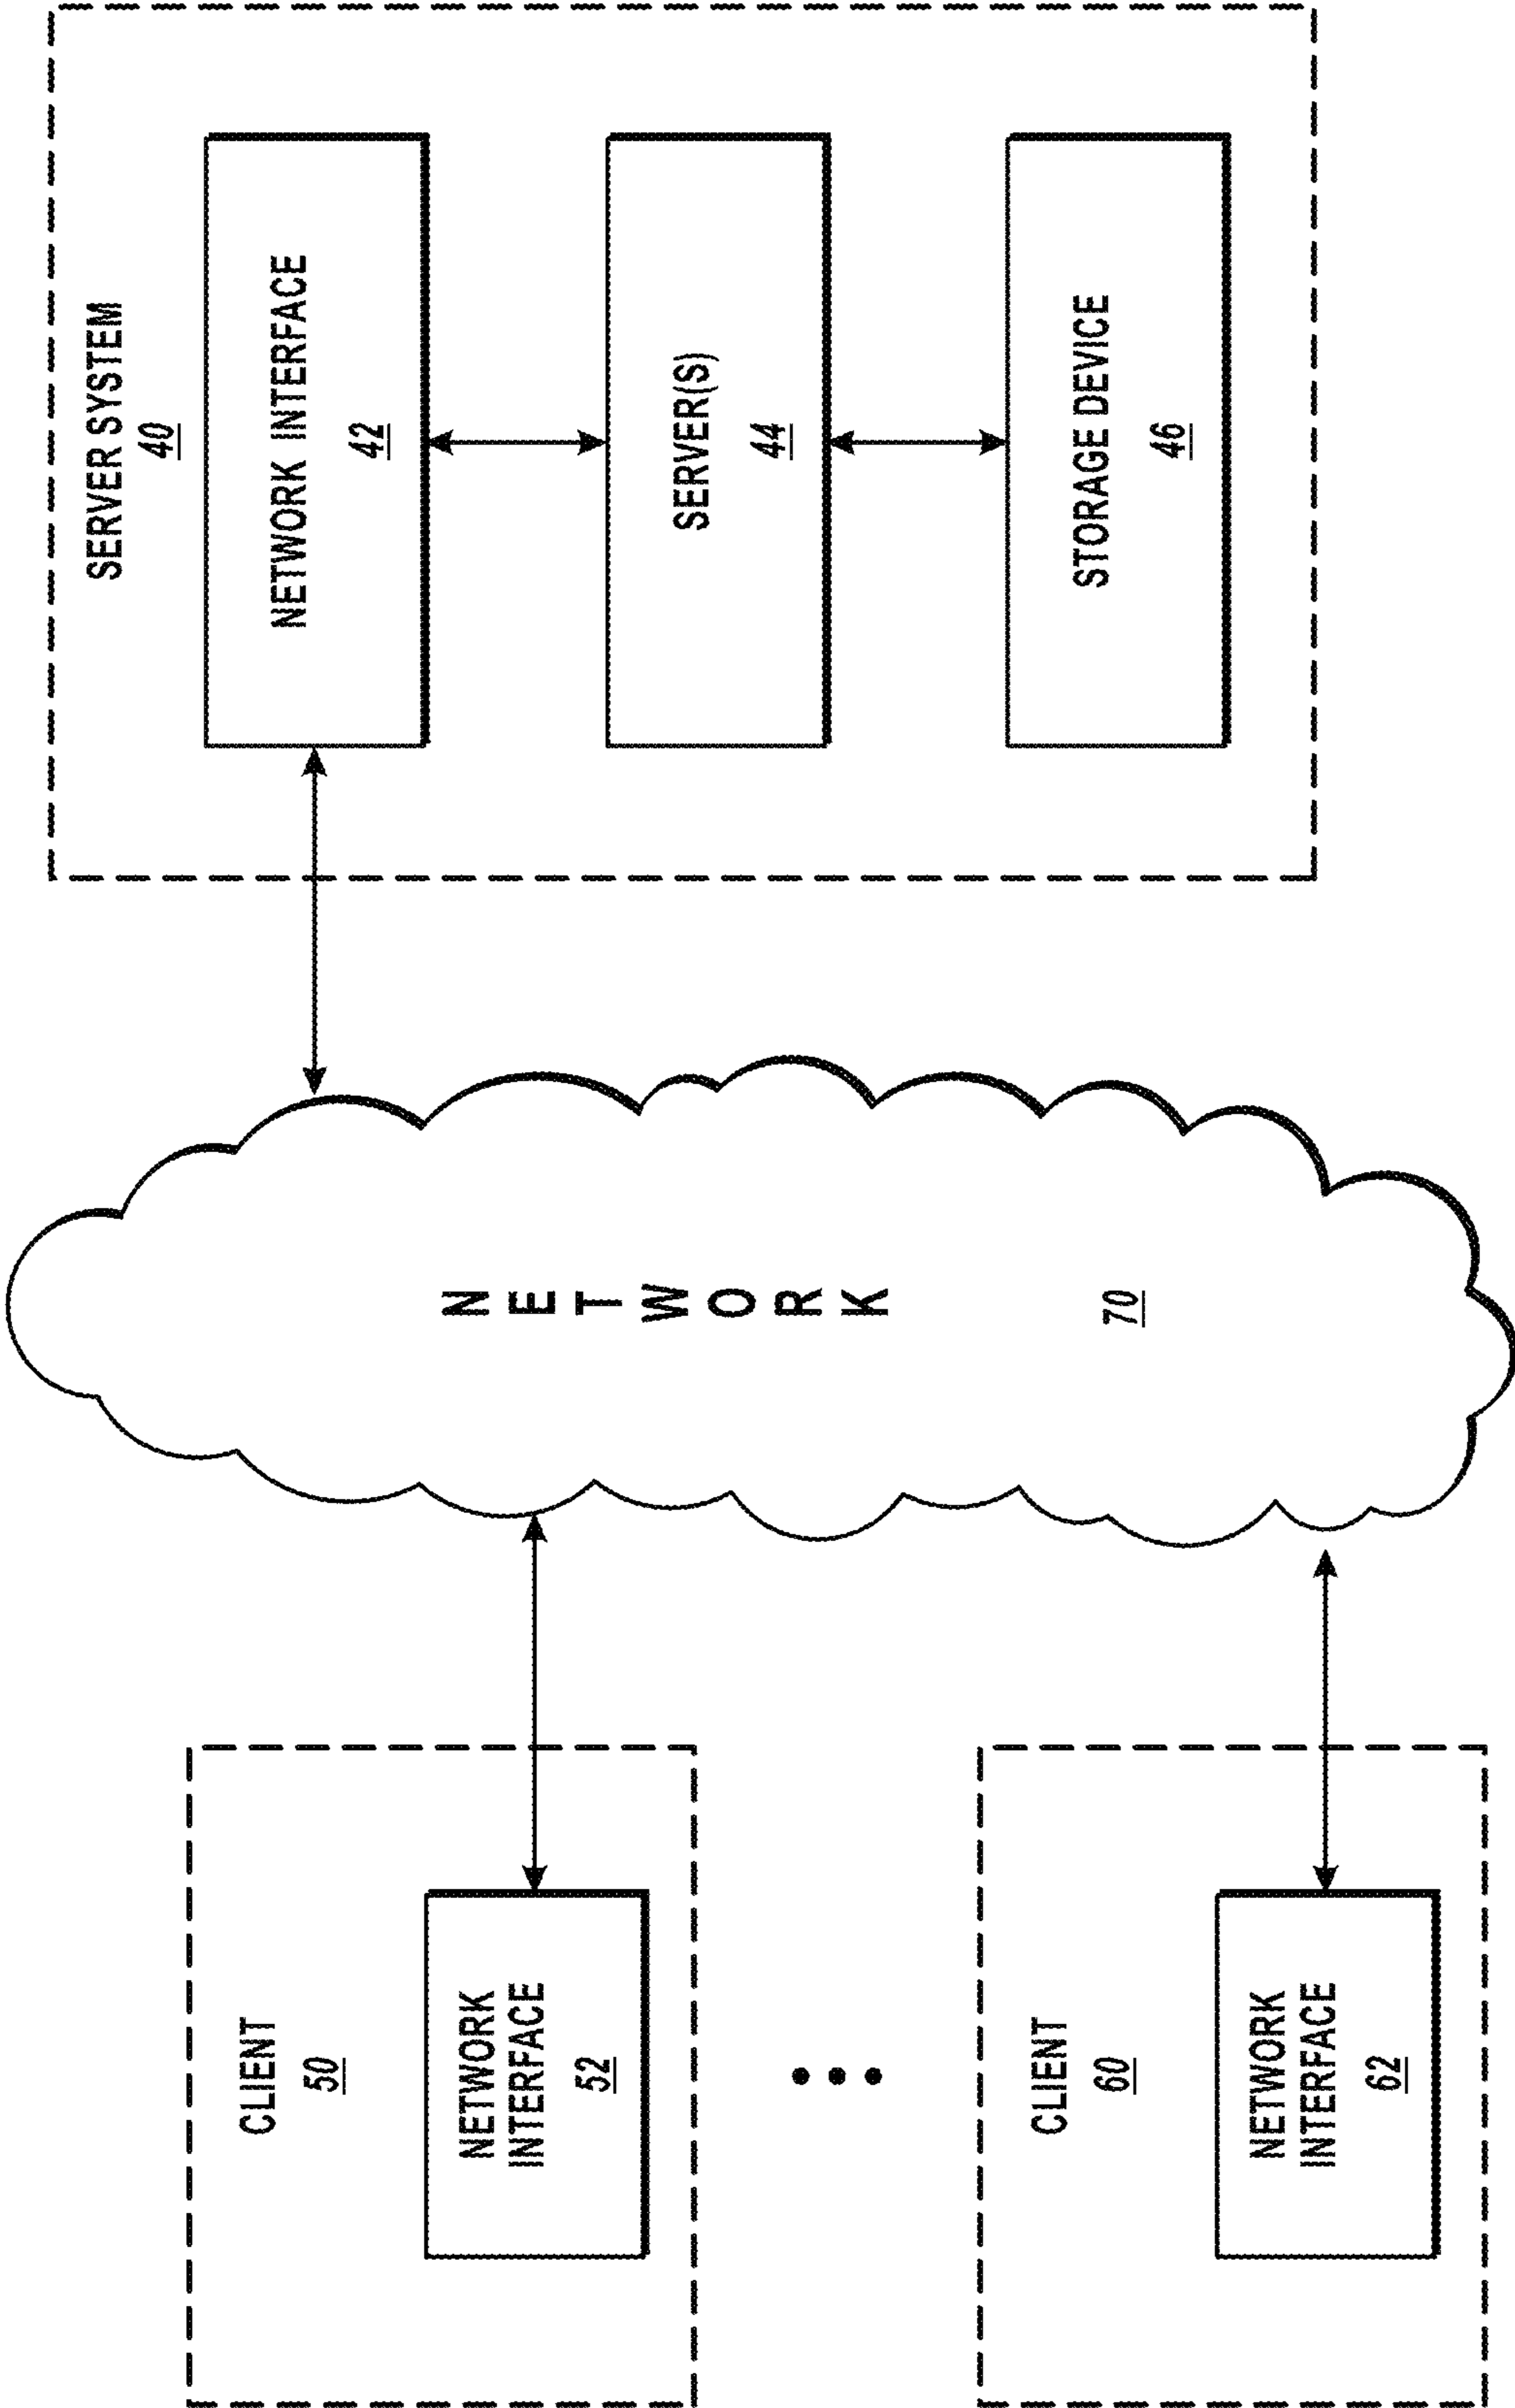 CLIENT
50
NETWORK
INTERFACE
52
CLIENT
60
NETWORK
INTERFACE
62
N
E
T
W
O
R
K
70
SERVER SYSTEM
40
NETWORK INTERFACE
42
SERVER(S)
44
STORAGE DEVICE
46